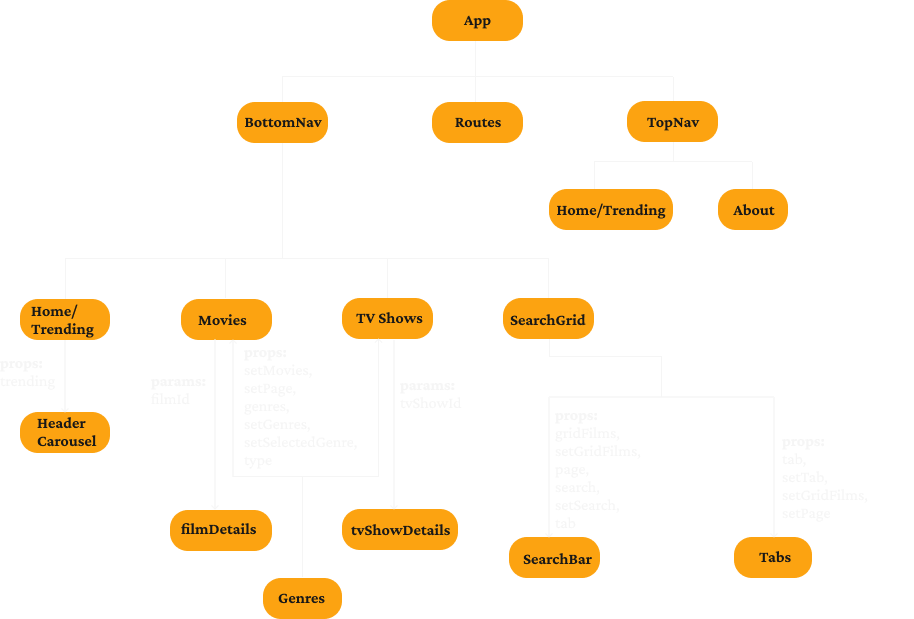 App
BottomNav
Routes
TopNav
Home/Trending
About
Home/
Trending
Movies
TV Shows
SearchGrid
props:
trending
params:
filmId
props:
setMovies,
setPage,
genres,
setGenres,
setSelectedGenre,
type
params:
tvShowId
props:
gridFilms,
setGridFilms,
page,
search,
setSearch,
tab
props:
tab,
setTab,
setGridFilms,
setPage
Header
Carousel
filmDetails
tvShowDetails
SearchBar
Tabs
Genres